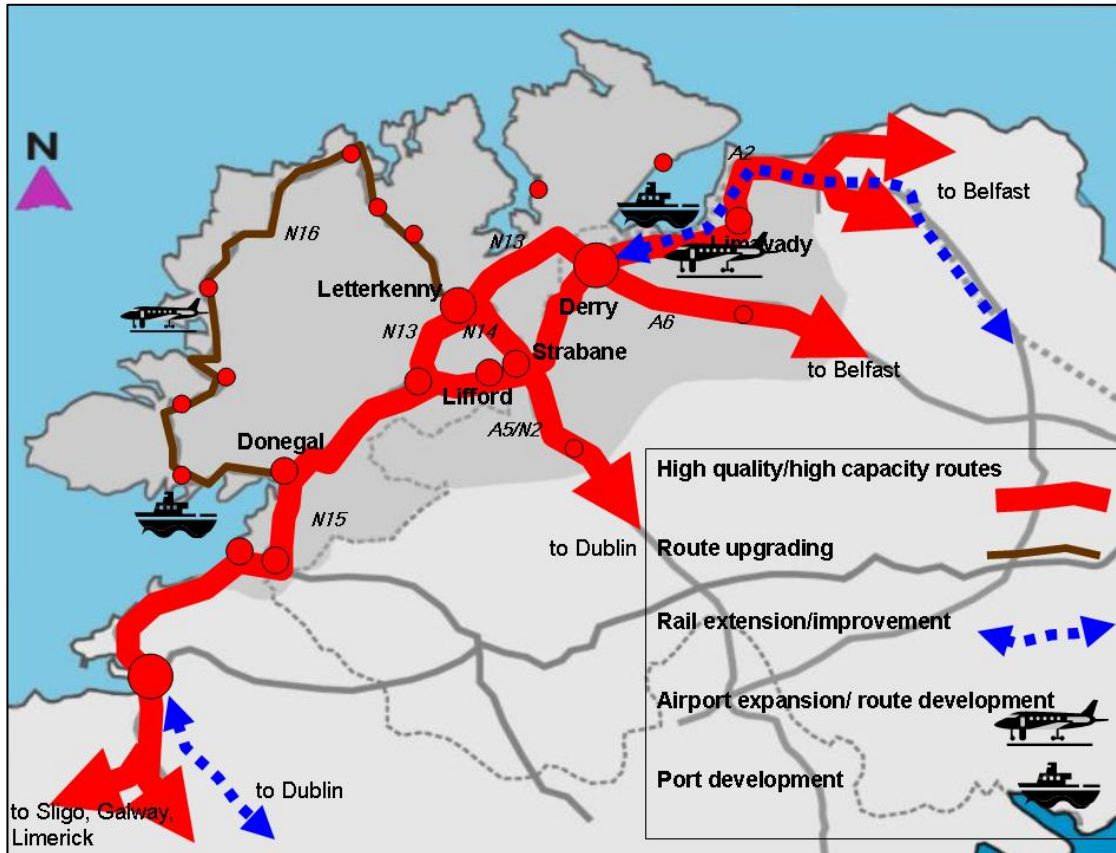 N
A2
to Belfast
N16
N13
Limavady
Letterkenny
Derry
N13
N14
A6
Strabane
to Belfast
Lifford
A5/N2
Donegal
High quality/high capacity routes
N15
to Dublin
Route upgrading
Rail extension/improvement
Airport expansion/ route development
to Dublin
Port development
to Sligo, Galway,
Limerick